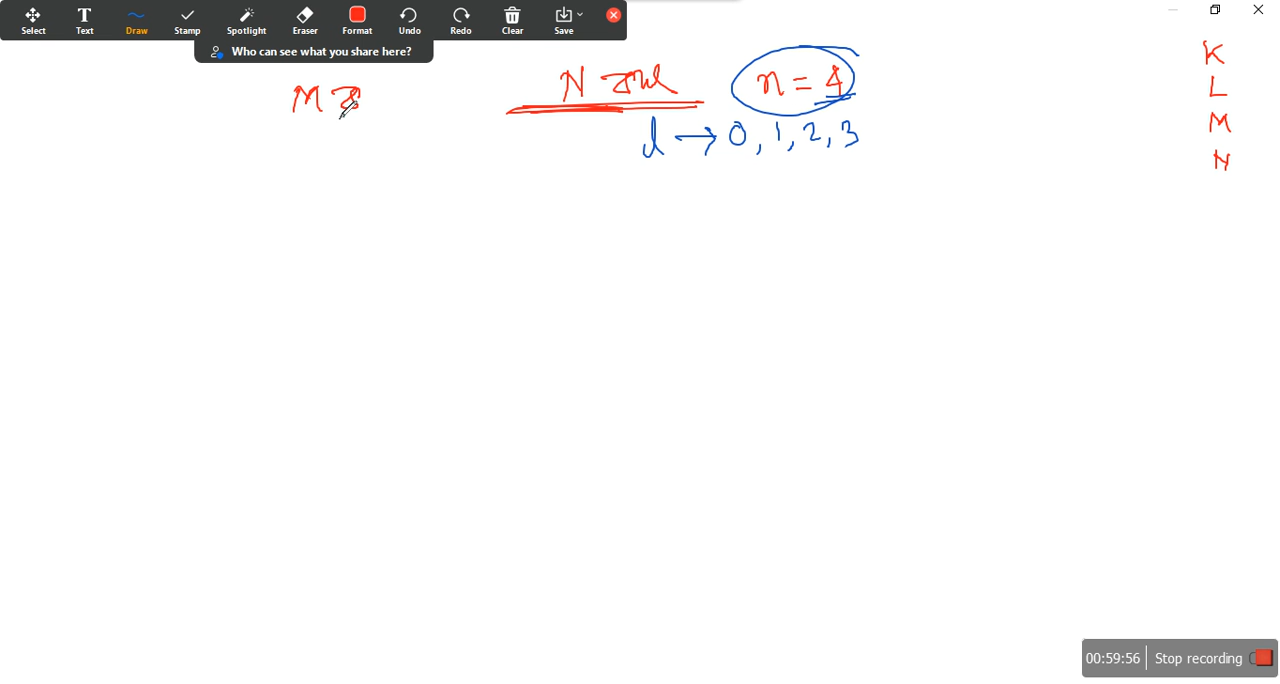 Select Text Draw Stamp Spotlight Eraser Format Undo Redo Clear Save
Who can see what you share here?
N n = 4
l → 0, 1, 2, 3
M
K
L
M
N
00:59:56 Stop recording